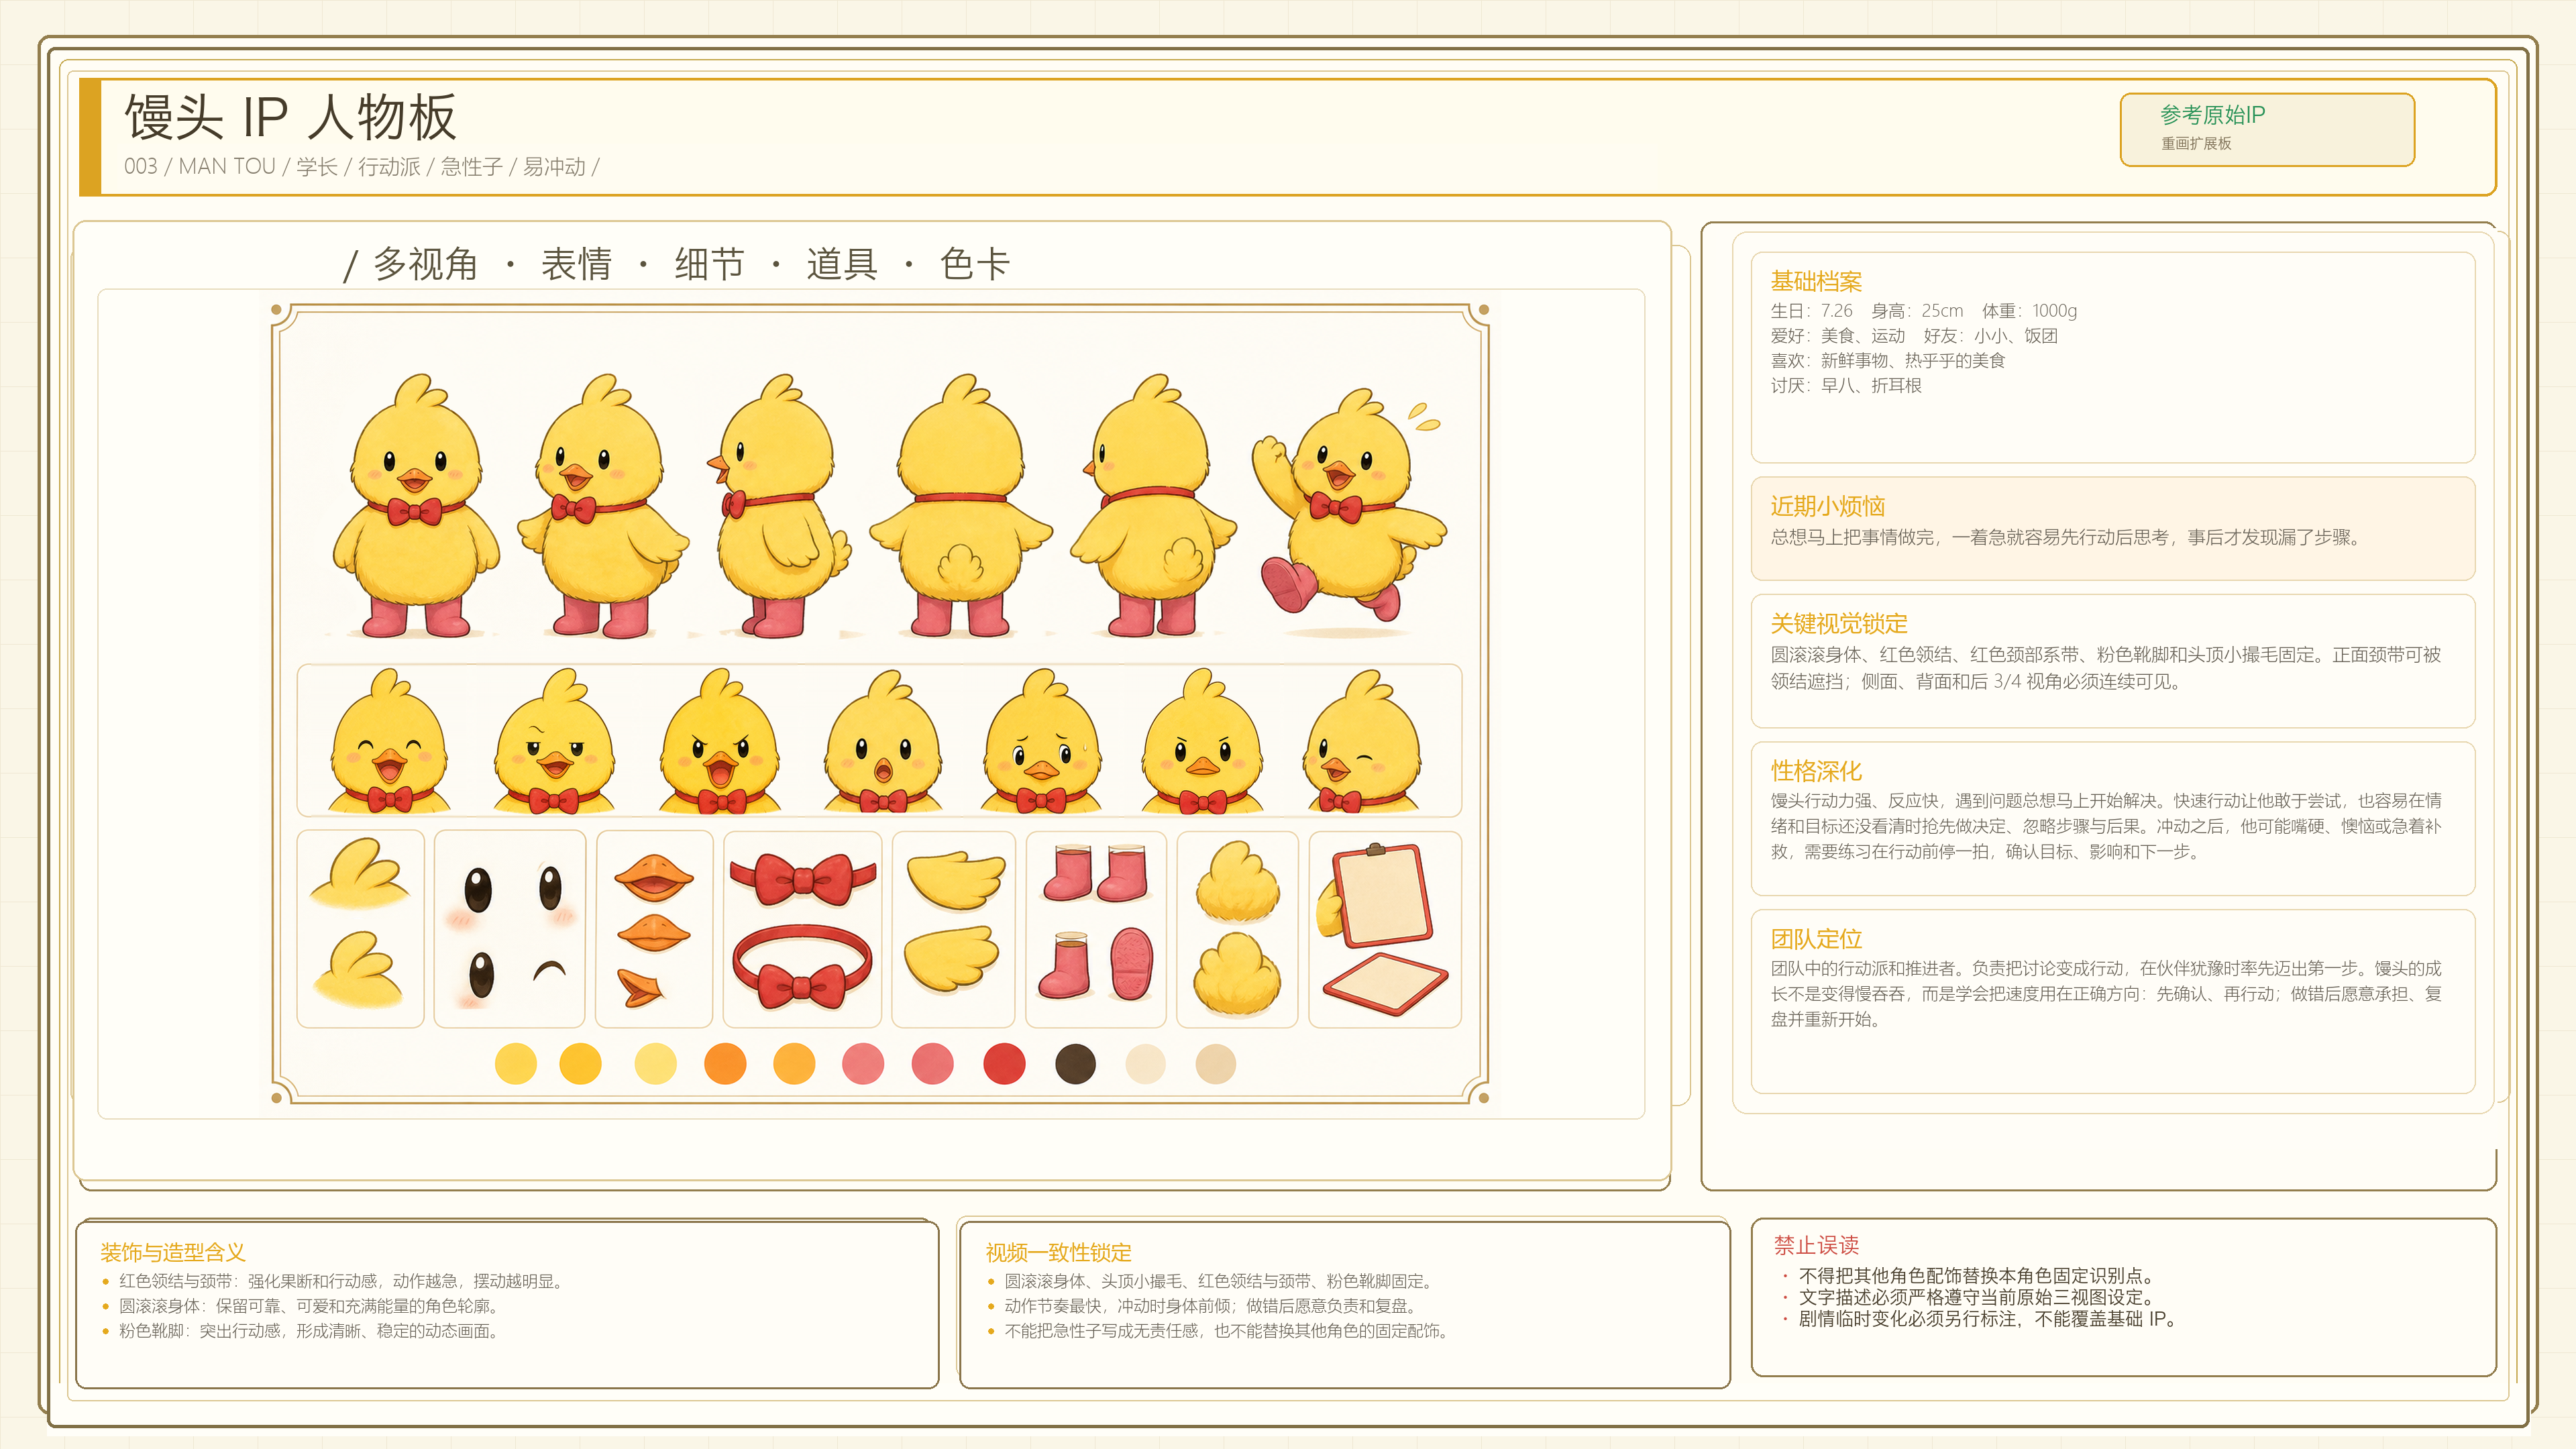 馒头 IP 人物板
003 / MAN TOU / 学长 / 行动派 / 急性子 / 易冲动 /
参考原始IP
重画扩展板
/ 多视角 · 表情 · 细节 · 道具 · 色卡
基础档案
生日：7.26 身高：25cm 体重：1000g
爱好：美食、运动 好友：小小、饭团
喜欢：新鲜事物、热乎乎的美食
讨厌：早八、折耳根
近期小烦恼
总想马上把事情做完，一着急就容易先行动后思考，事后才发现漏了步骤。
关键视觉锁定
圆滚滚身体、红色领结、红色颈部系带、粉色靴脚和头顶小撮毛固定。正面颈带可被
领结遮挡；侧面、背面和后 3/4 视角必须连续可见。
性格深化
馒头行动力强、反应快，遇到问题总想马上开始解决。快速行动让他敢于尝试，也容易在情
绪和目标还没看清时抢先做决定、忽略步骤与后果。冲动之后，他可能嘴硬、懊恼或急着补
救，需要练习在行动前停一拍，确认目标、影响和下一步。
团队定位
团队中的行动派和推进者。负责把讨论变成行动，在伙伴犹豫时率先迈出第一步。馒头的成
长不是变得慢吞吞，而是学会把速度用在正确方向：先确认、再行动；做错后愿意承担、复
盘并重新开始。
装饰与造型含义
• 红色领结与颈带：强化果断和行动感，动作越急，摆动越明显。
• 圆滚滚身体：保留可靠、可爱和充满能量的角色轮廓。
• 粉色靴脚：突出行动感，形成清晰、稳定的动态画面。
视频一致性锁定
• 圆滚滚身体、头顶小撮毛、红色领结与颈带、粉色靴脚固定。
• 动作节奏最快，冲动时身体前倾；做错后愿意负责和复盘。
• 不能把急性子写成无责任感，也不能替换其他角色的固定配饰。
禁止误读
· 不得把其他角色配饰替换本角色固定识别点。
· 文字描述必须严格遵守当前原始三视图设定。
· 剧情临时变化必须另行标注，不能覆盖基础 IP。